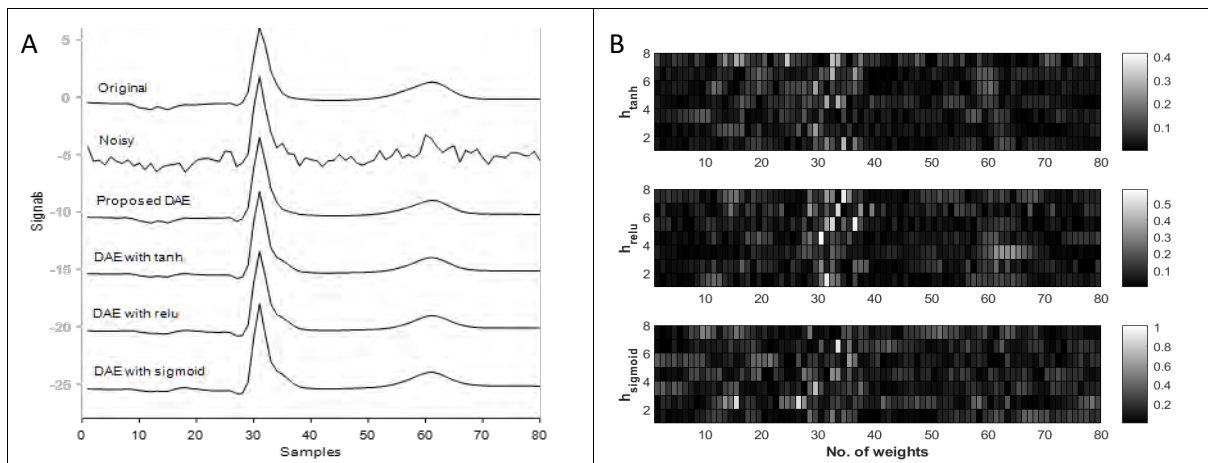 A
5
0
-5
-10
-15
-20
-25
Signals
Original
Noisy
Proposed DAE
DAE with tanh
DAE with relu
DAE with sigmoid
0
10
20
30
40
50
60
70
80
Samples
B
8
6
4
2
h_tanh
10 20 30 40 50 60 70 80
0.4
0.3
0.2
0.1
8
6
4
2
h_relu
10 20 30 40 50 60 70 80
0.5
0.4
0.3
0.2
0.1
8
6
4
2
h_sigmoid
10 20 30 40 50 60 70 80
1
0.8
0.6
0.4
0.2
No. of weights